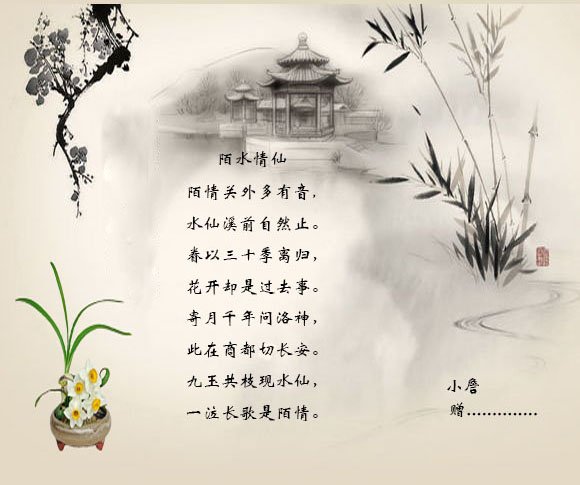 陌水情仙
陌情关外多有音，
水仙溪前自然止。
春以三十季离归，
花开却是过去事。
寄月千年问洛神，
此在商都切长安。
九玉共枝现水仙，
一泣长歌是陌情。
小詹
赠..............